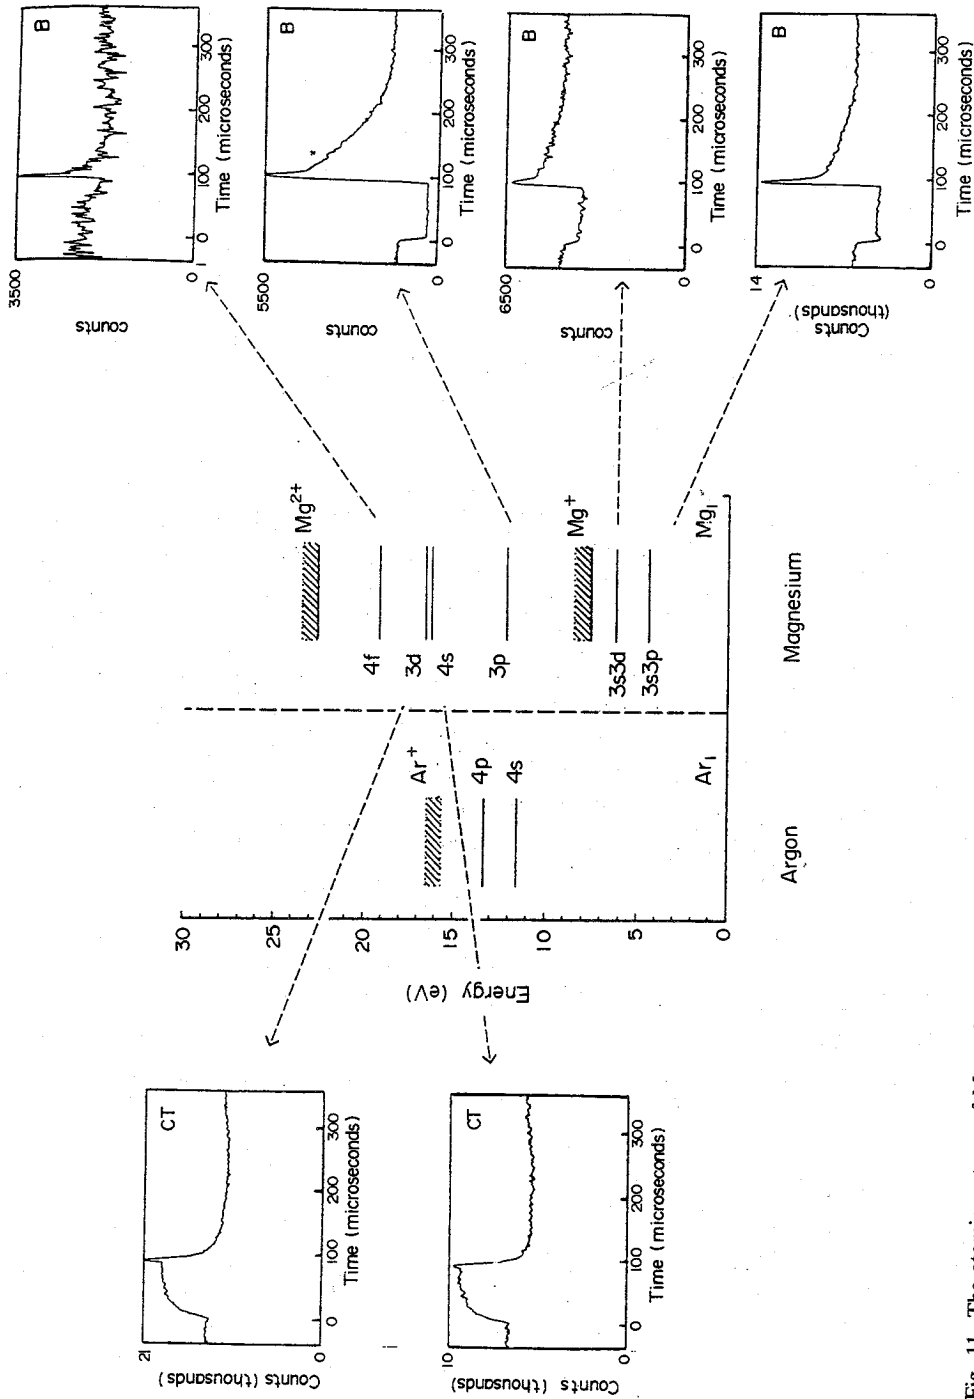 CT
21
0
Counts (thousands)
0
100
200
300
Time (microseconds)
CT
10
0
Counts (thousands)
0
100
200
300
Time (microseconds)
30
25
20
15
10
5
0
Energy (eV)
Ar⁺
4p
4s
Ar I
Argon
Mg²⁺
4f
3d
4s
3p
Mg⁺
3s3d
3s3p
Mg I
Magnesium
B
3500
0
counts
0
100
200
300
Time (microseconds)
B
*
5500
0
counts
0
100
200
300
Time (microseconds)
B
6500
0
counts
0
100
200
300
Time (microseconds)
B
14
0
Counts
(thousands)
0
100
200
300
Time (microseconds)
Fig. 11. The atomic